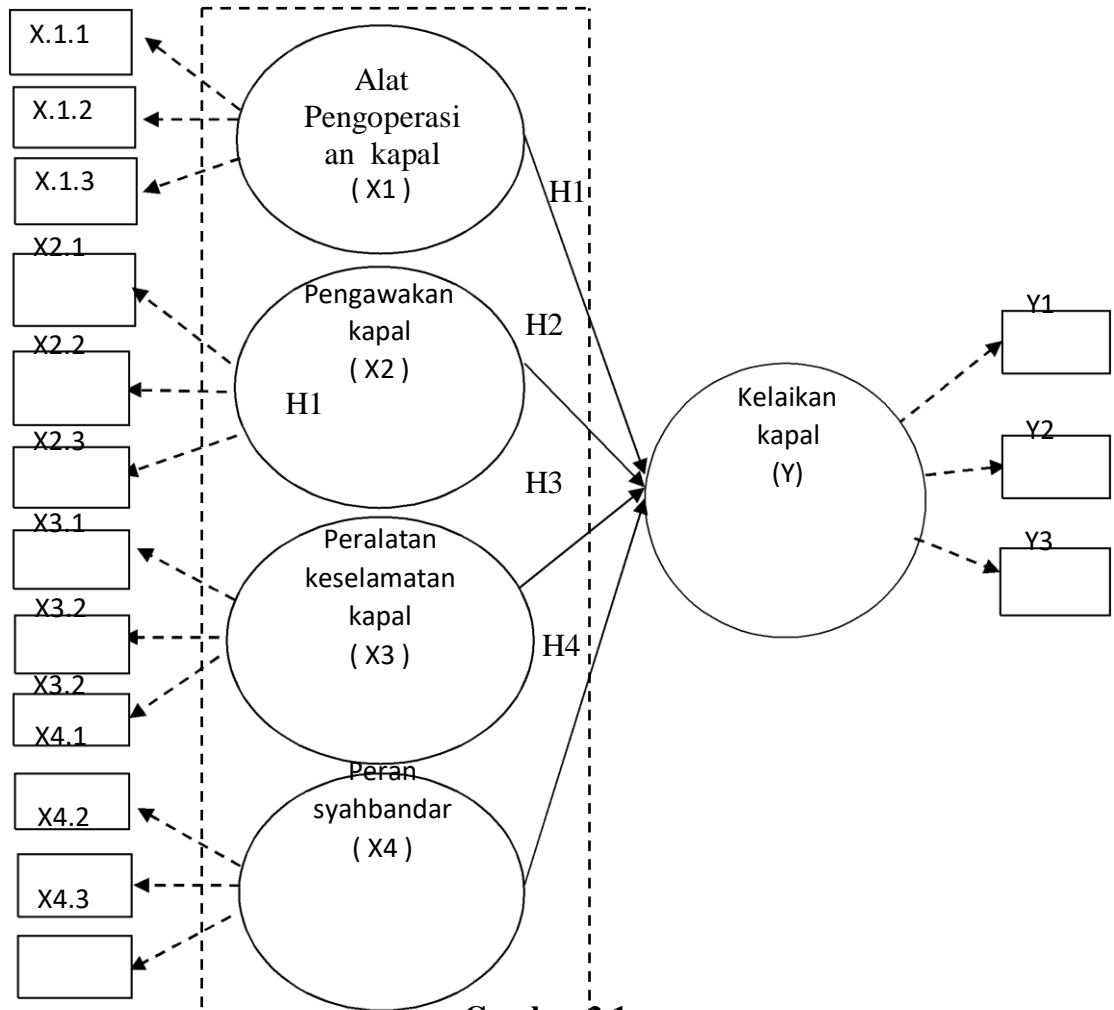 X.1.1
X.1.2
X.1.3
X2.1
X2.2
X2.3
X3.1
X3.2
X3.2
X4.1
X4.2
X4.3
Alat
Pengoperasi
an kapal
( X1 )
Pengawakan
kapal
( X2 )
H1
Peralatan
keselamatan
kapal
( X3 )
Peran
syahbandar
( X4 )
H1
H2
H3
H4
Kelaikan
kapal
(Y)
Y1
Y2
Y3